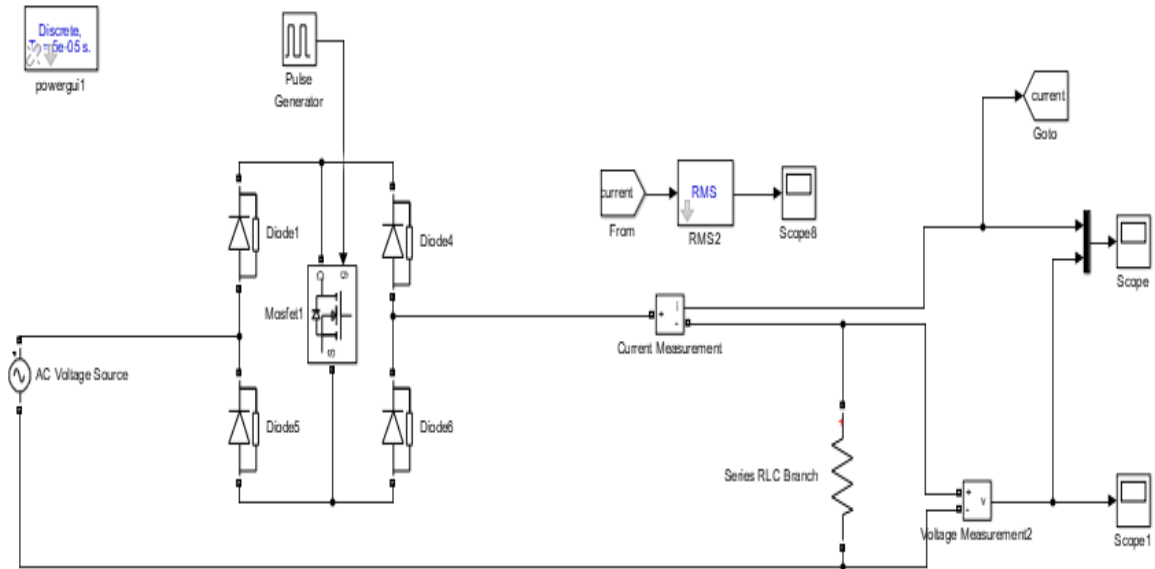 Discrete,
powergui1
Pulse
Generator
current
Goto
current
RMS
From
RMS2
Scope8
Diode1
Diode4
Scope
Mosfet1
g
S
i
+
-
Current Measurement
AC Voltage Source
Diode5
Diode6
+
Series RLC Branch
+
-
v
Voltage Measurement2
Scope1